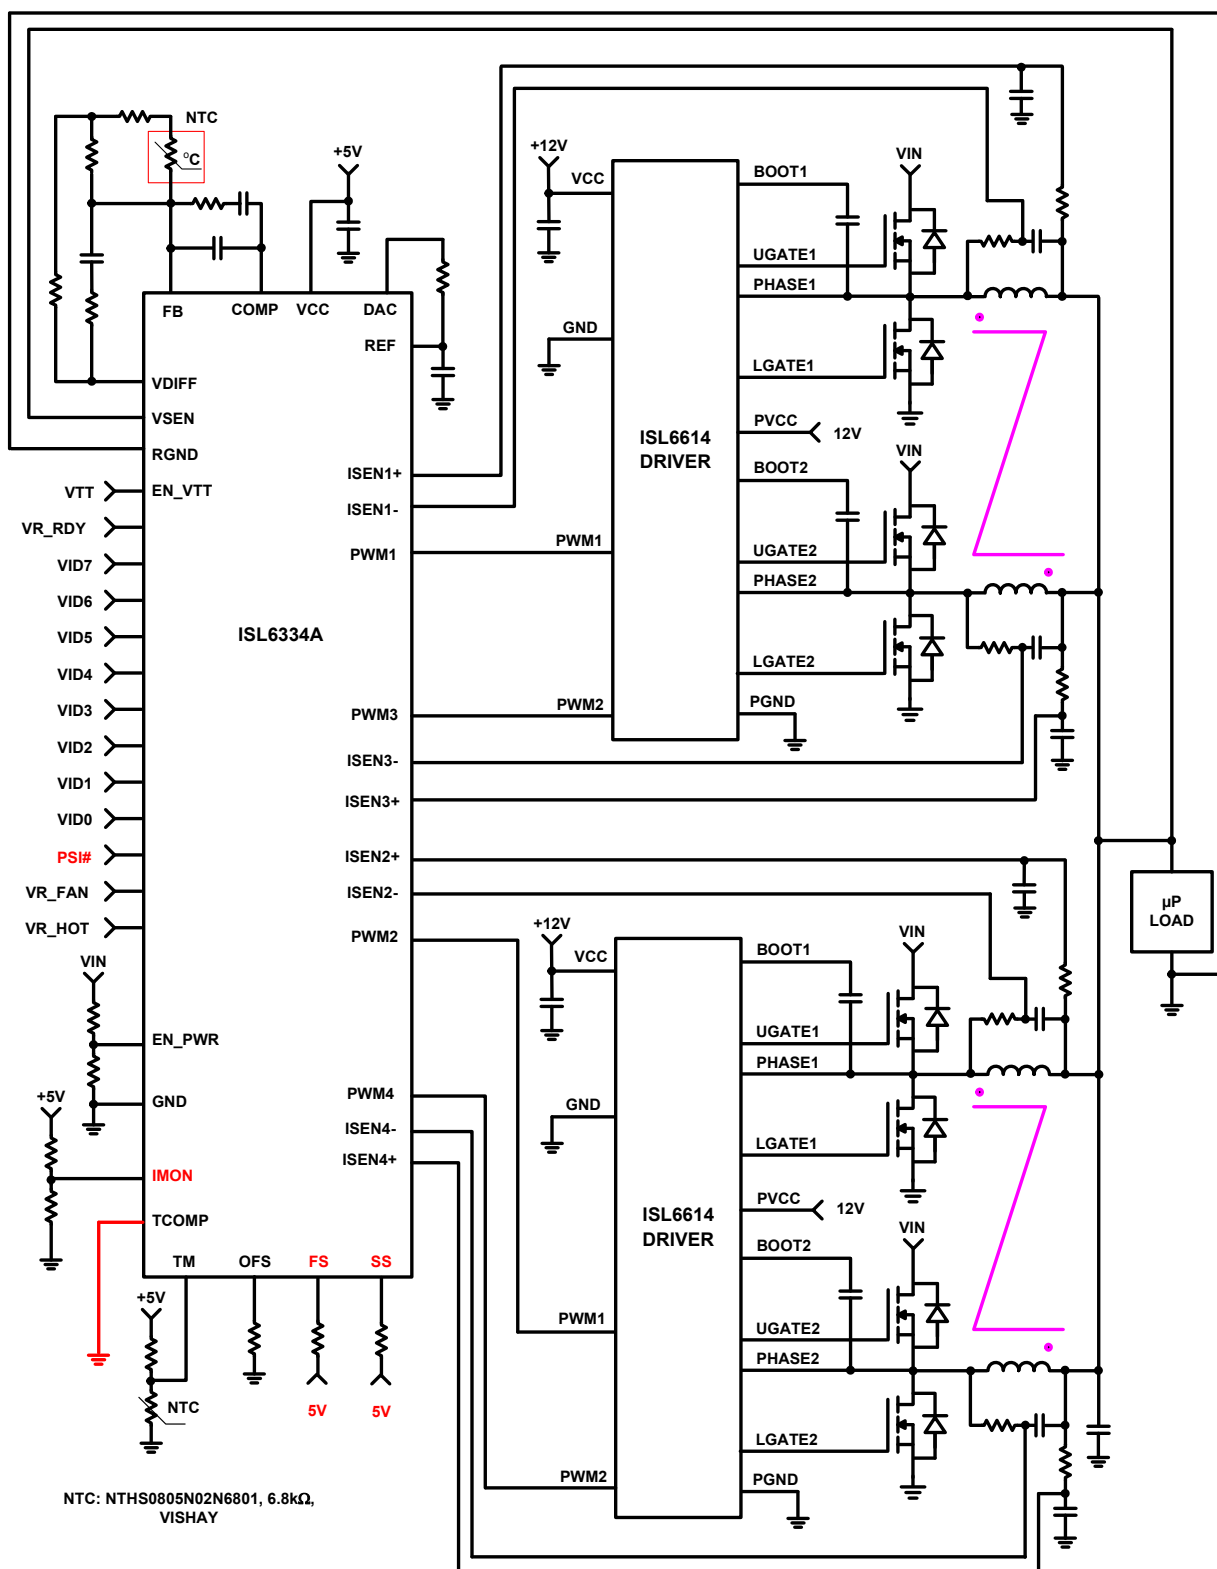 NTC
°C
+5V
+12V
VCC
BOOT1
VIN
UGATE1
PHASE1
FB
COMP
VCC
DAC
REF
GND
LGATE1
VDIFF
VSEN
RGND
PVCC
12V
ISL6614
DRIVER
VIN
BOOT2
ISEN1+
EN_VTT
VTT
ISEN1-
VR_RDY
PWM1
PWM1
UGATE2
VID7
PHASE2
VID6
VID5
ISL6334A
VID4
LGATE2
VID3
PWM3
PWM2
PGND
VID2
ISEN3-
VID1
ISEN3+
VID0
PSI#
ISEN2+
VR_FAN
ISEN2-
µP
LOAD
VR_HOT
PWM2
+12V
VCC
BOOT1
VIN
VIN
EN_PWR
UGATE1
PHASE1
+5V
GND
PWM4
GND
ISEN4-
LGATE1
ISEN4+
IMON
PVCC
12V
TCOMP
ISL6614
DRIVER
VIN
TM
OFS
FS
SS
BOOT2
+5V
PWM1
UGATE2
PHASE2
NTC
5V
5V
LGATE2
PWM2
PGND
NTC: NTHS0805N02N6801, 6.8kΩ,
VISHAY